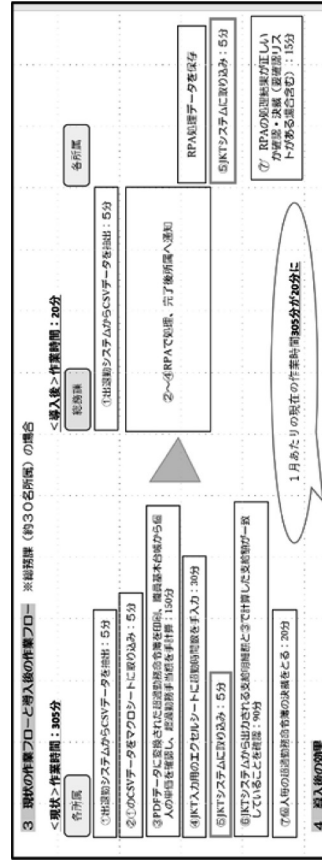 3 現状の作業フローと導入後の作業フロー ※総務課(約30名所属)の場合
<現状>作業時間:305分
各所属
①出退勤システムからCSVデータを抽出:5分
②①のCSVデータをマクロシートに取り込み:5分
③PDFデータに変換された超過勤務命令簿を印刷、職員基本台帳から個
人の単価を確認し、超過勤務手当額を手計算:150分
④JKT入力用のエクセルシートに超勤時間数を手入力:30分
⑤JKTシステムに取り込み:5分
⑥JKTシステムから出力される支給明細額と③で計算した支給額が一致
していることを確認:90分
⑦個人毎の超過勤務命令簿の決裁をとる:20分
<導入後>作業時間:20分
総務課
各所属
①出退勤システムからCSVデータを抽出:5分
②~④RPAで処理、完了後所属へ通知
RPA処理データを保存
⑤JKTシステムに取り込み:5分
⑦ RPAの処理結果が正しい
か確認・決裁(要確認リス
トがある場合含む):15分
1月あたりの現在の作業時間305分が20分に
4 導入後の効果